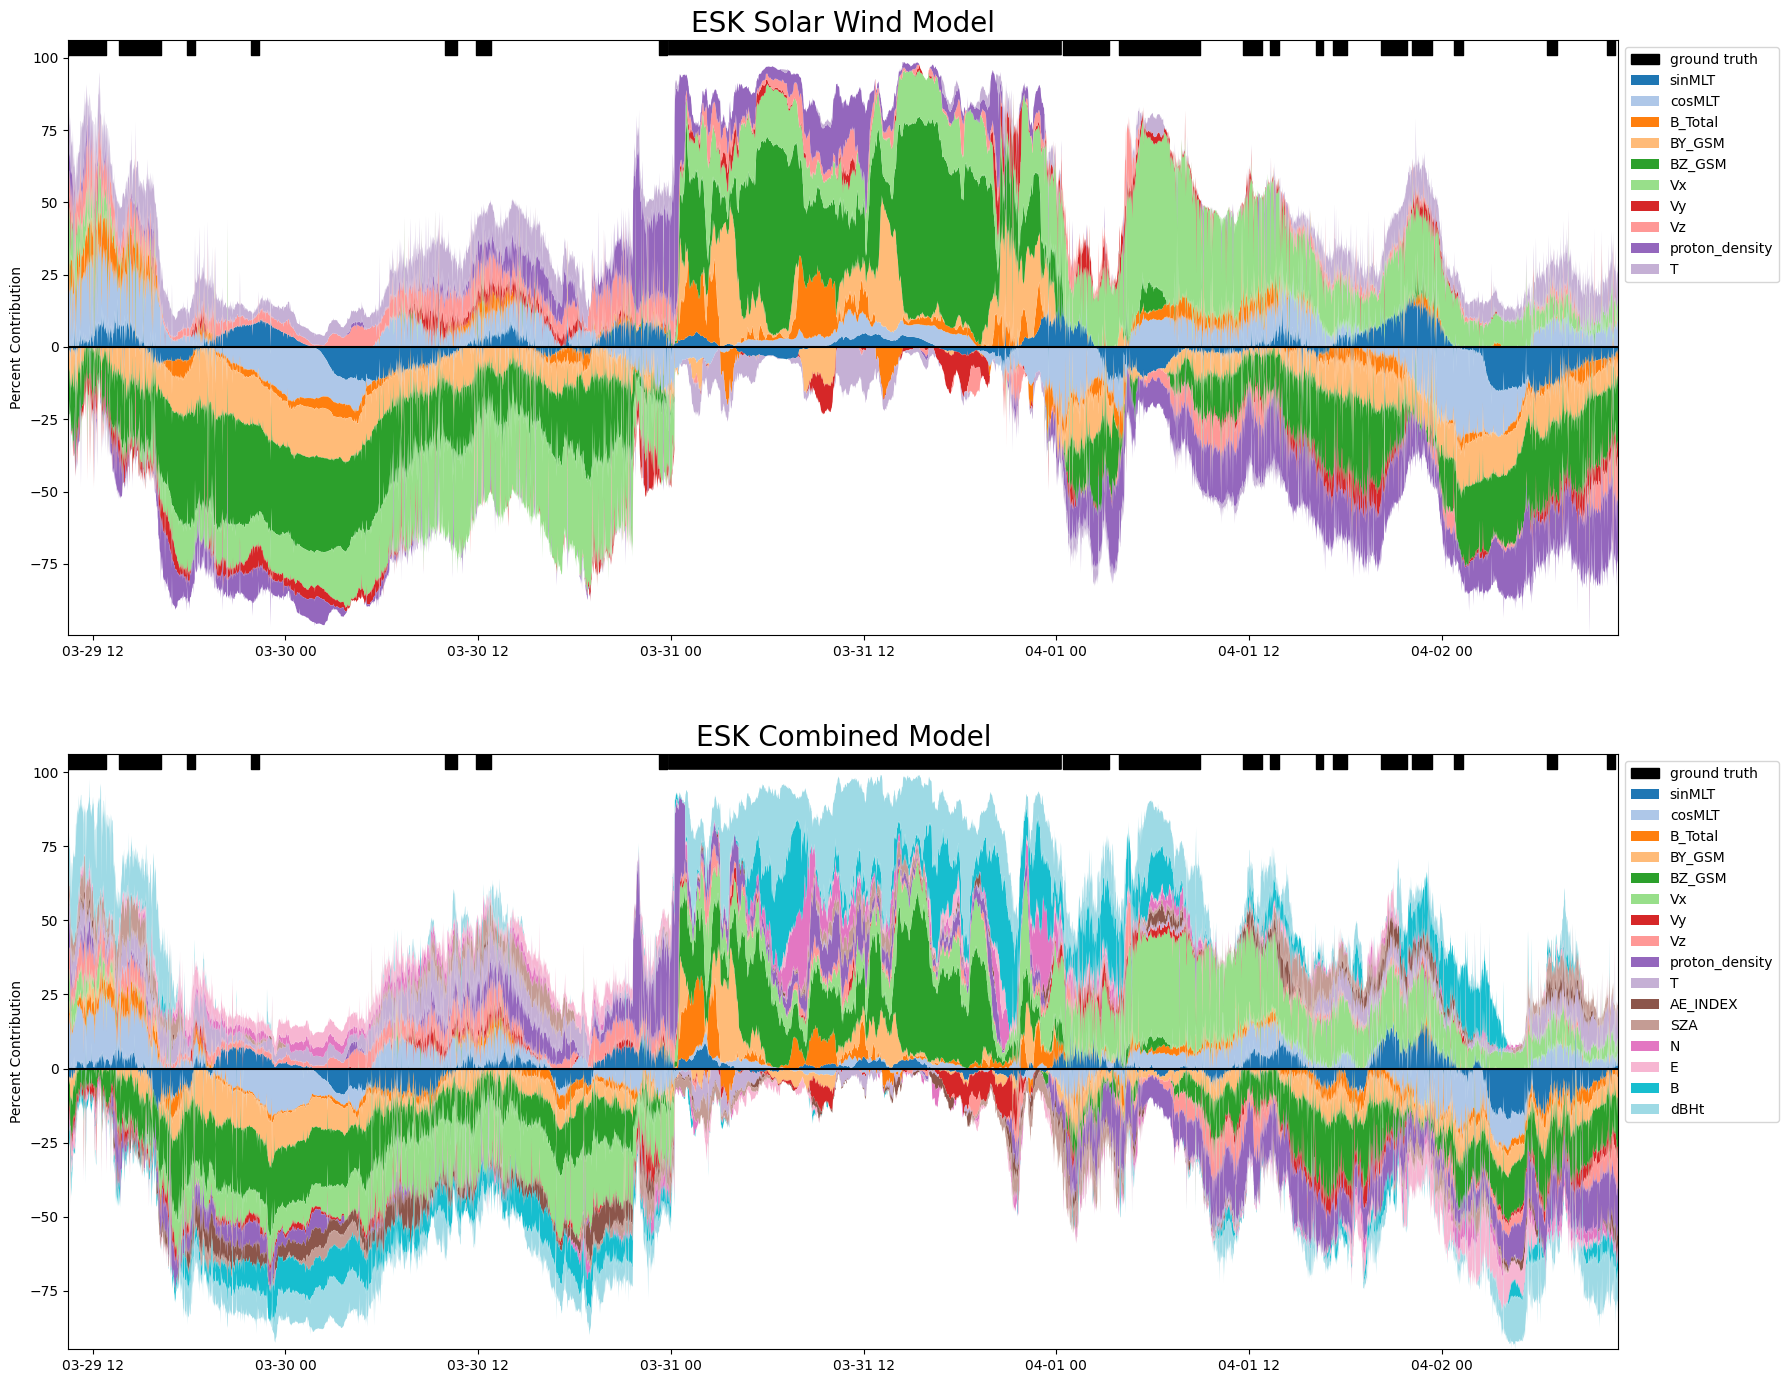 ESK Solar Wind Model
100
75
50
25
0
−25
−50
−75
Percent Contribution
03-29 12
03-30 00
03-30 12
03-31 00
03-31 12
04-01 00
04-01 12
04-02 00
ground truth
sinMLT
cosMLT
B_Total
BY_GSM
BZ_GSM
Vx
Vy
Vz
proton_density
T
ESK Combined Model
100
75
50
25
0
−25
−50
−75
Percent Contribution
03-29 12
03-30 00
03-30 12
03-31 00
03-31 12
04-01 00
04-01 12
04-02 00
ground truth
sinMLT
cosMLT
B_Total
BY_GSM
BZ_GSM
Vx
Vy
Vz
proton_density
T
AE_INDEX
SZA
N
E
B
dBHt